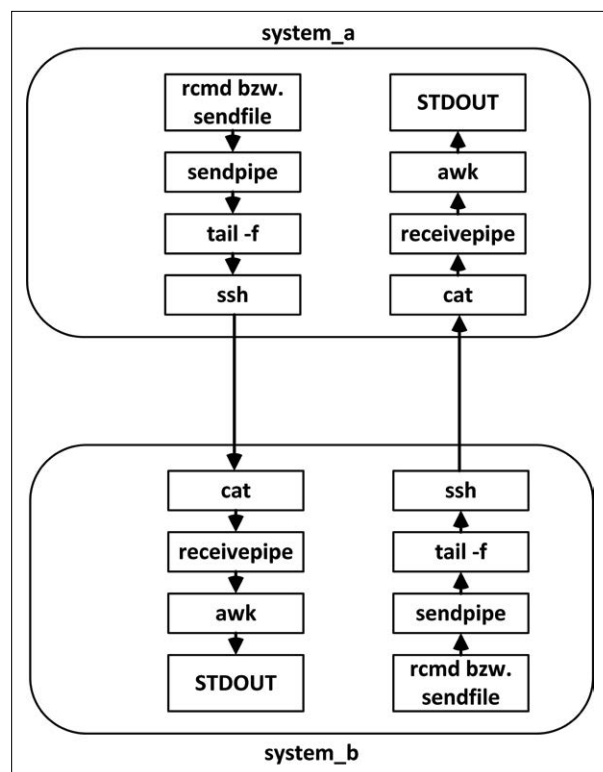 system_a
rcmd bzw.
sendfile
sendpipe
tail -f
ssh
STDOUT
awk
receivepipe
cat
cat
receivepipe
awk
STDOUT
ssh
tail -f
sendpipe
rcmd bzw.
sendfile
system_b